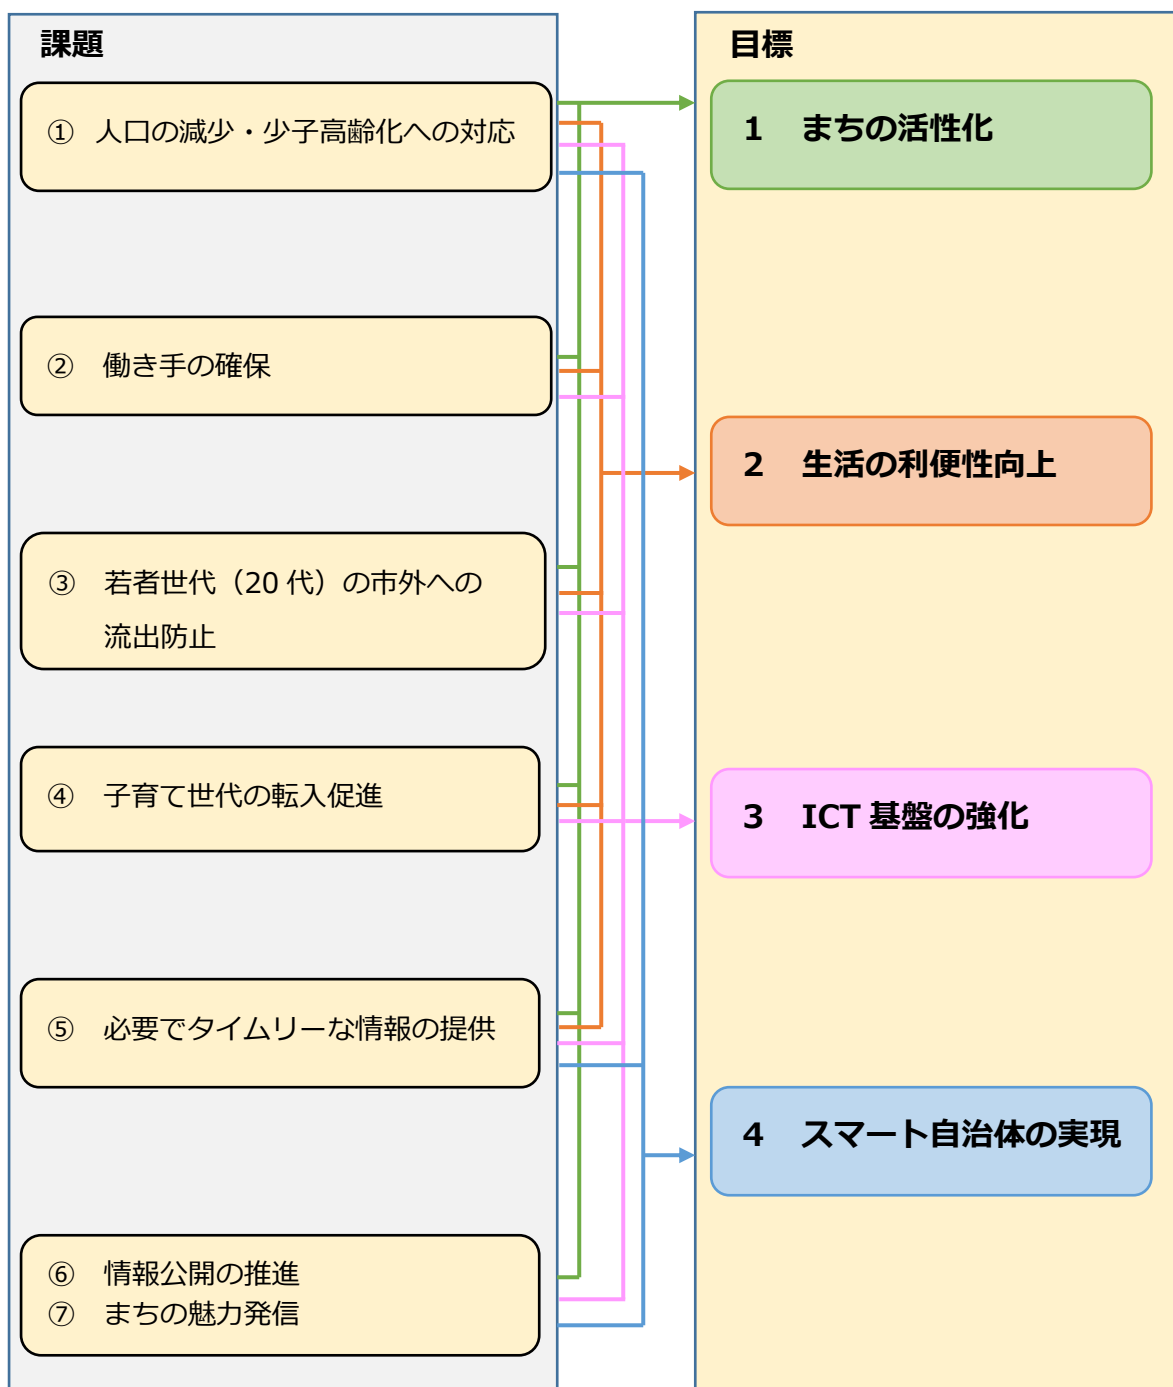 課題
① 人口の減少・少子高齢化への対応
② 働き手の確保
③ 若者世代（20代）の市外への
流出防止
④ 子育て世代の転入促進
⑤ 必要でタイムリーな情報の提供
⑥ 情報公開の推進
⑦ まちの魅力発信
目標
1 まちの活性化
2 生活の利便性向上
3 ICT基盤の強化
4 スマート自治体の実現